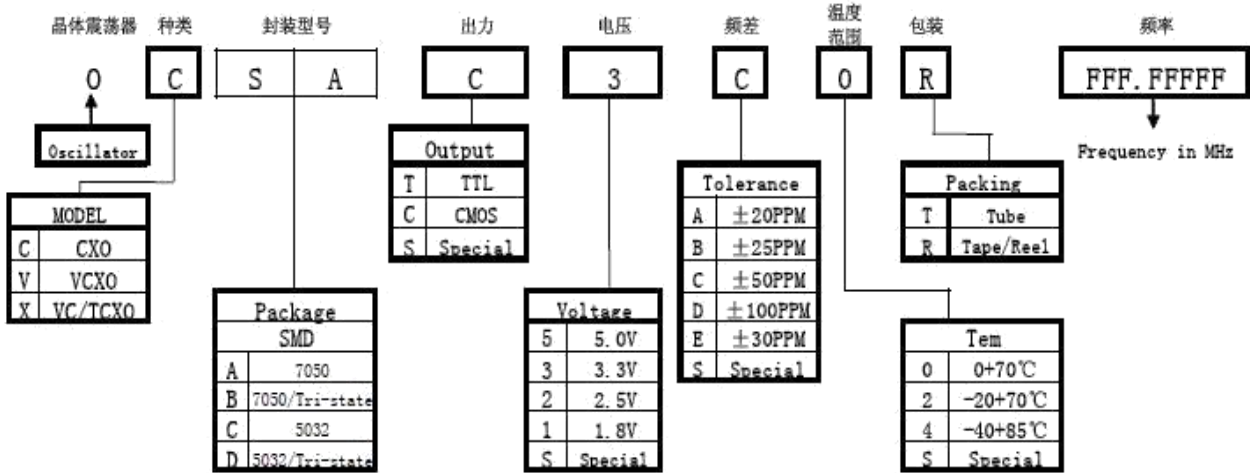 晶体震荡器 种类 封装型号 出力 电压 频差 温度范围 包装 频率
O C S A C 3 C 0 R FFF.FFFFF
Oscillator
Frequency in MHz
MODEL
C CXO
V VCXO
X VC/TCXO
Package
SMD
A 7050
B 7050/Tri-state
C 5032
D 5032/Tri-state
Output
T TTL
C CMOS
S Special
Voltage
5 5.0V
3 3.3V
2 2.5V
1 1.8V
S Special
Tolerance
A ±20PPM
B ±25PPM
C ±50PPM
D ±100PPM
E ±30PPM
S Special
Packing
T Tube
R Tape/Reel
Tem
0 0+70℃
2 -20+70℃
4 -40+85℃
S Special